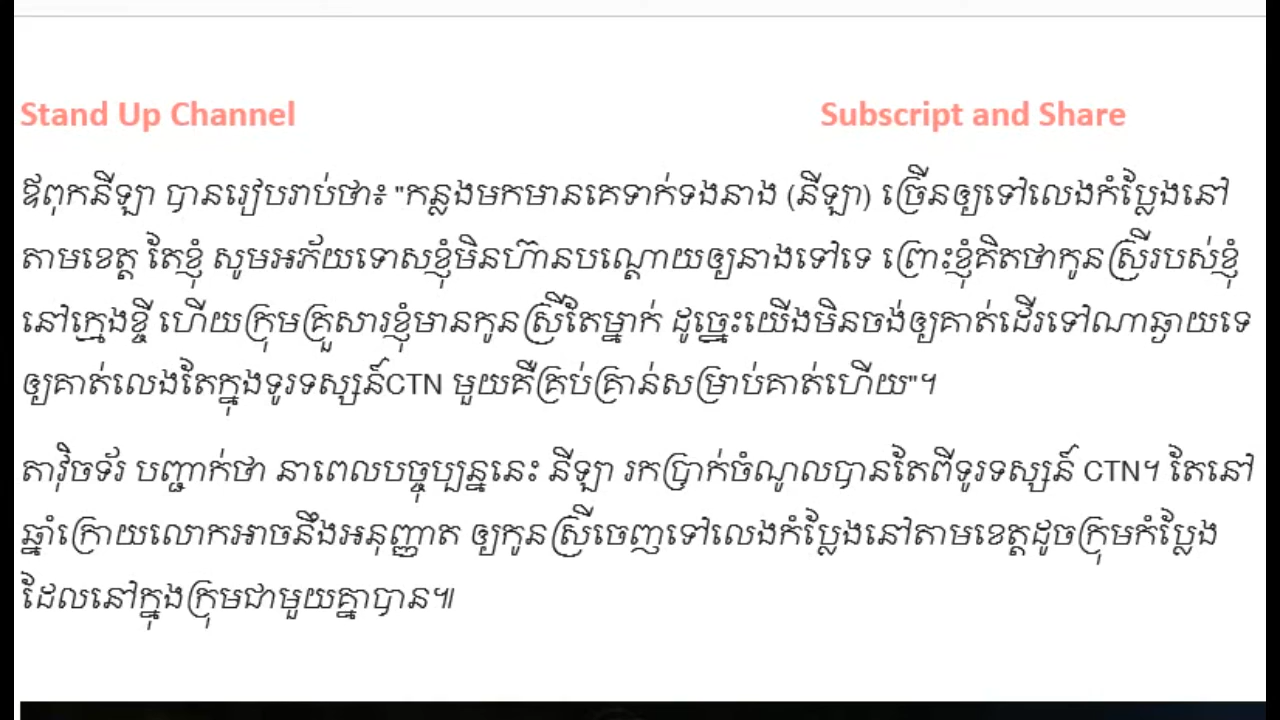 Stand Up Channel Subscript and Share
ឪពុកនីឡា បានរៀបរាប់ថា៖ "កន្លងមកមានគេទាក់ទងនាង (នីឡា) ច្រើនឲ្យទៅលេងកំប្លែងនៅ
តាមខេត្ត តែខ្ញុំ សូមអភ័យទោសខ្ញុំមិនហ៊ានបណ្តោយឲ្យនាងទៅទេ ព្រោះខ្ញុំគិតថាកូនស្រីរបស់ខ្ញុំ
នៅក្មេងខ្ចី ហើយក្រុមគ្រួសារខ្ញុំមានកូនស្រីតែម្នាក់ ដូច្នេះយើងមិនចង់ឲ្យគាត់ដើរទៅណាឆ្ងាយទេ
ឲ្យគាត់លេងតែក្នុងទូរទស្សន៍CTN មួយគឺគ្រប់គ្រាន់សម្រាប់គាត់ហើយ"។
តាវ៉ិចទ័រ បញ្ជាក់ថា នាពេលបច្ចុប្បន្ននេះ នីឡា រកប្រាក់ចំណូលបានតែពីទូរទស្សន៍ CTN។ តែនៅ
ឆ្នាំក្រោយលោកអាចនឹងអនុញ្ញាត ឲ្យកូនស្រីចេញទៅលេងកំប្លែងនៅតាមខេត្តដូចក្រុមកំប្លែង
ដែលនៅក្នុងក្រុមជាមួយគ្នាបាន៕